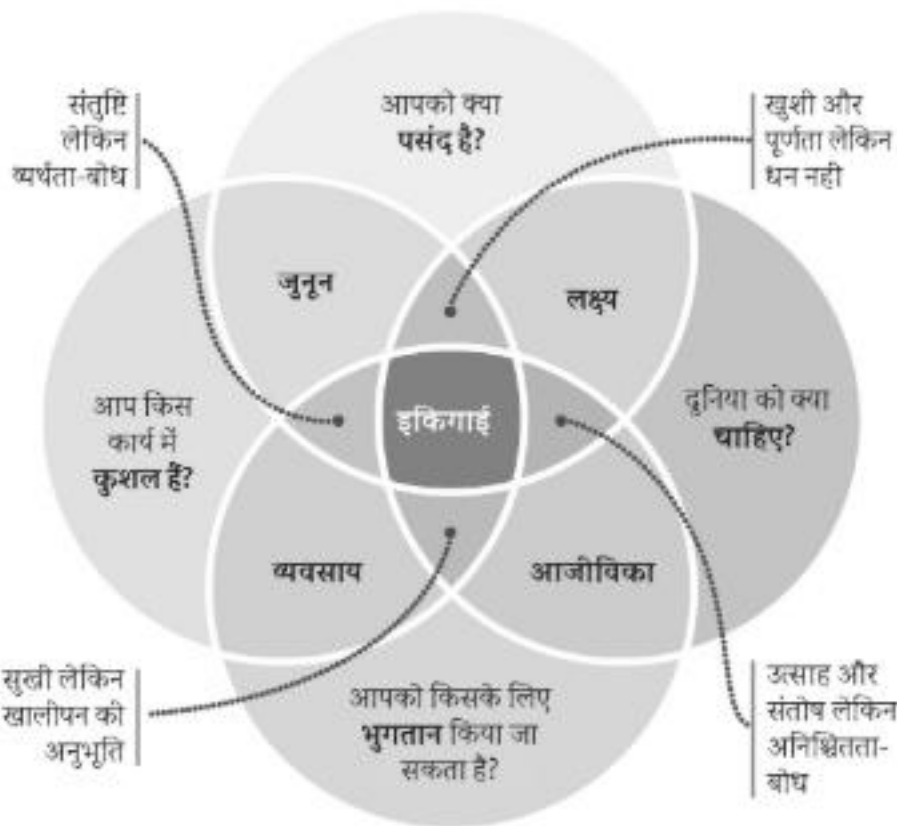 आपको क्या
पसंद है?
संतुष्टि
लेकिन
व्यर्थता-बोध
खुशी और
पूर्णता लेकिन
धन नही
जुनून
लक्ष्य
आप किस
कार्य में
कुशल हैं?
इकिगाई
दुनिया को क्या
चाहिए?
व्यवसाय
आजीविका
सुखी लेकिन
खालीपन की
अनुभूति
आपको किसके लिए
भुगतान किया जा
सकता है?
उत्साह और
संतोष लेकिन
अनिश्चितता-
बोध